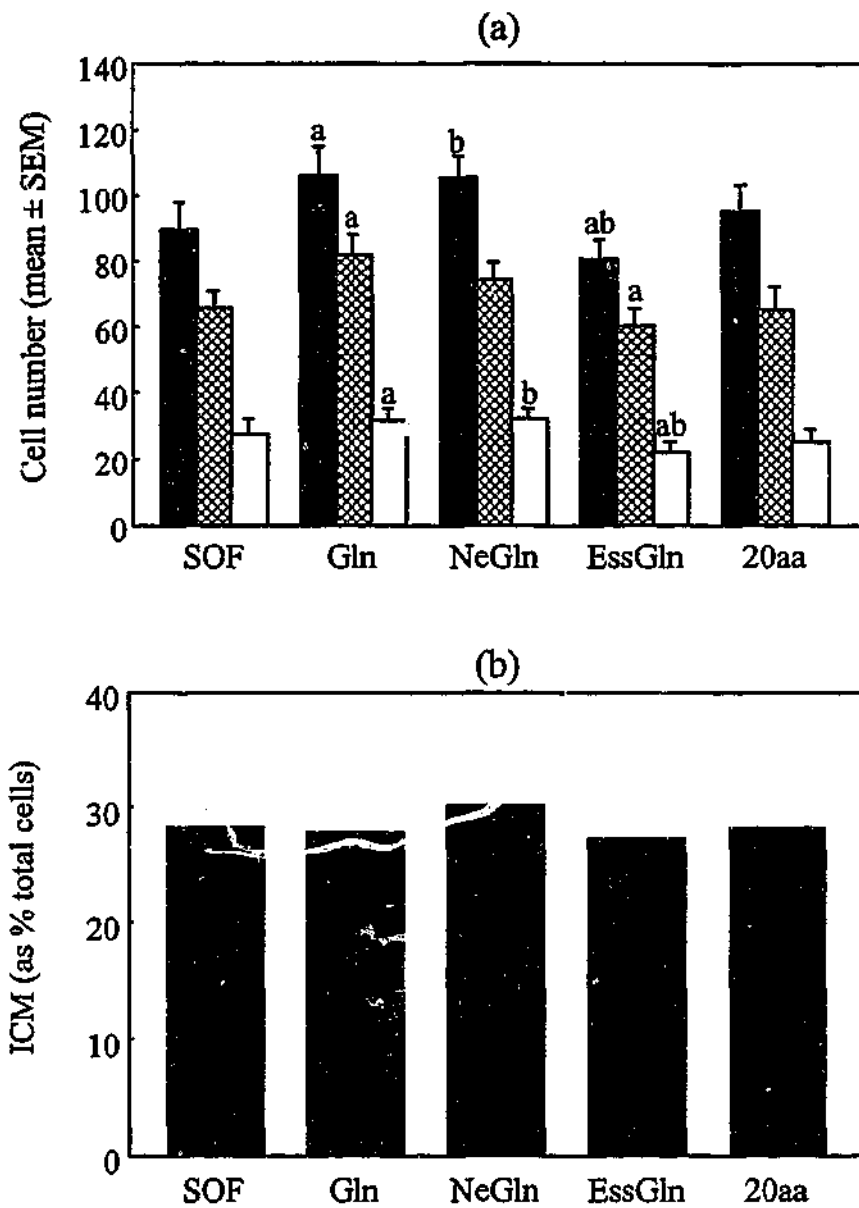 (a)
Cell number (mean ± SEM)
140
120
100
80
60
40
20
0
a
a
a
b
b
ab
a
ab
SOF Gln NeGln EssGln 20aa
(b)
ICM (as % total cells)
40
30
20
10
0
SOF Gln NeGln EssGln 20aa